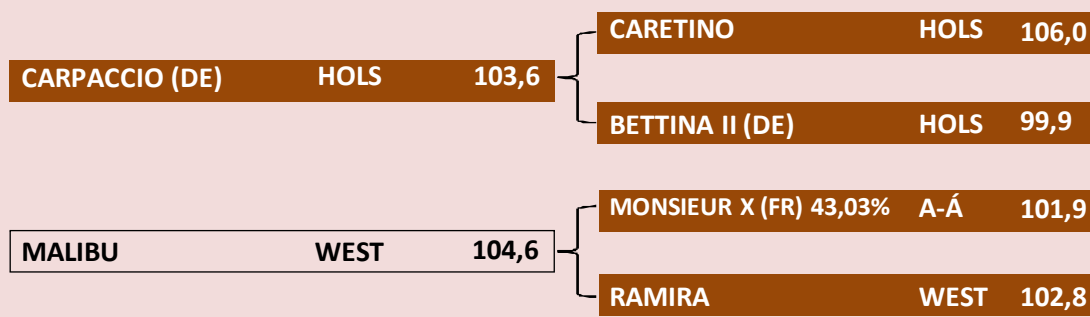 CARETINO HOLS 106,0
CARPACCIO (DE) HOLS 103,6
BETTINA II (DE) HOLS 99,9
MONSIEUR X (FR) 43,03% A-Á 101,9
MALIBU WEST 104,6
RAMIRA WEST 102,8